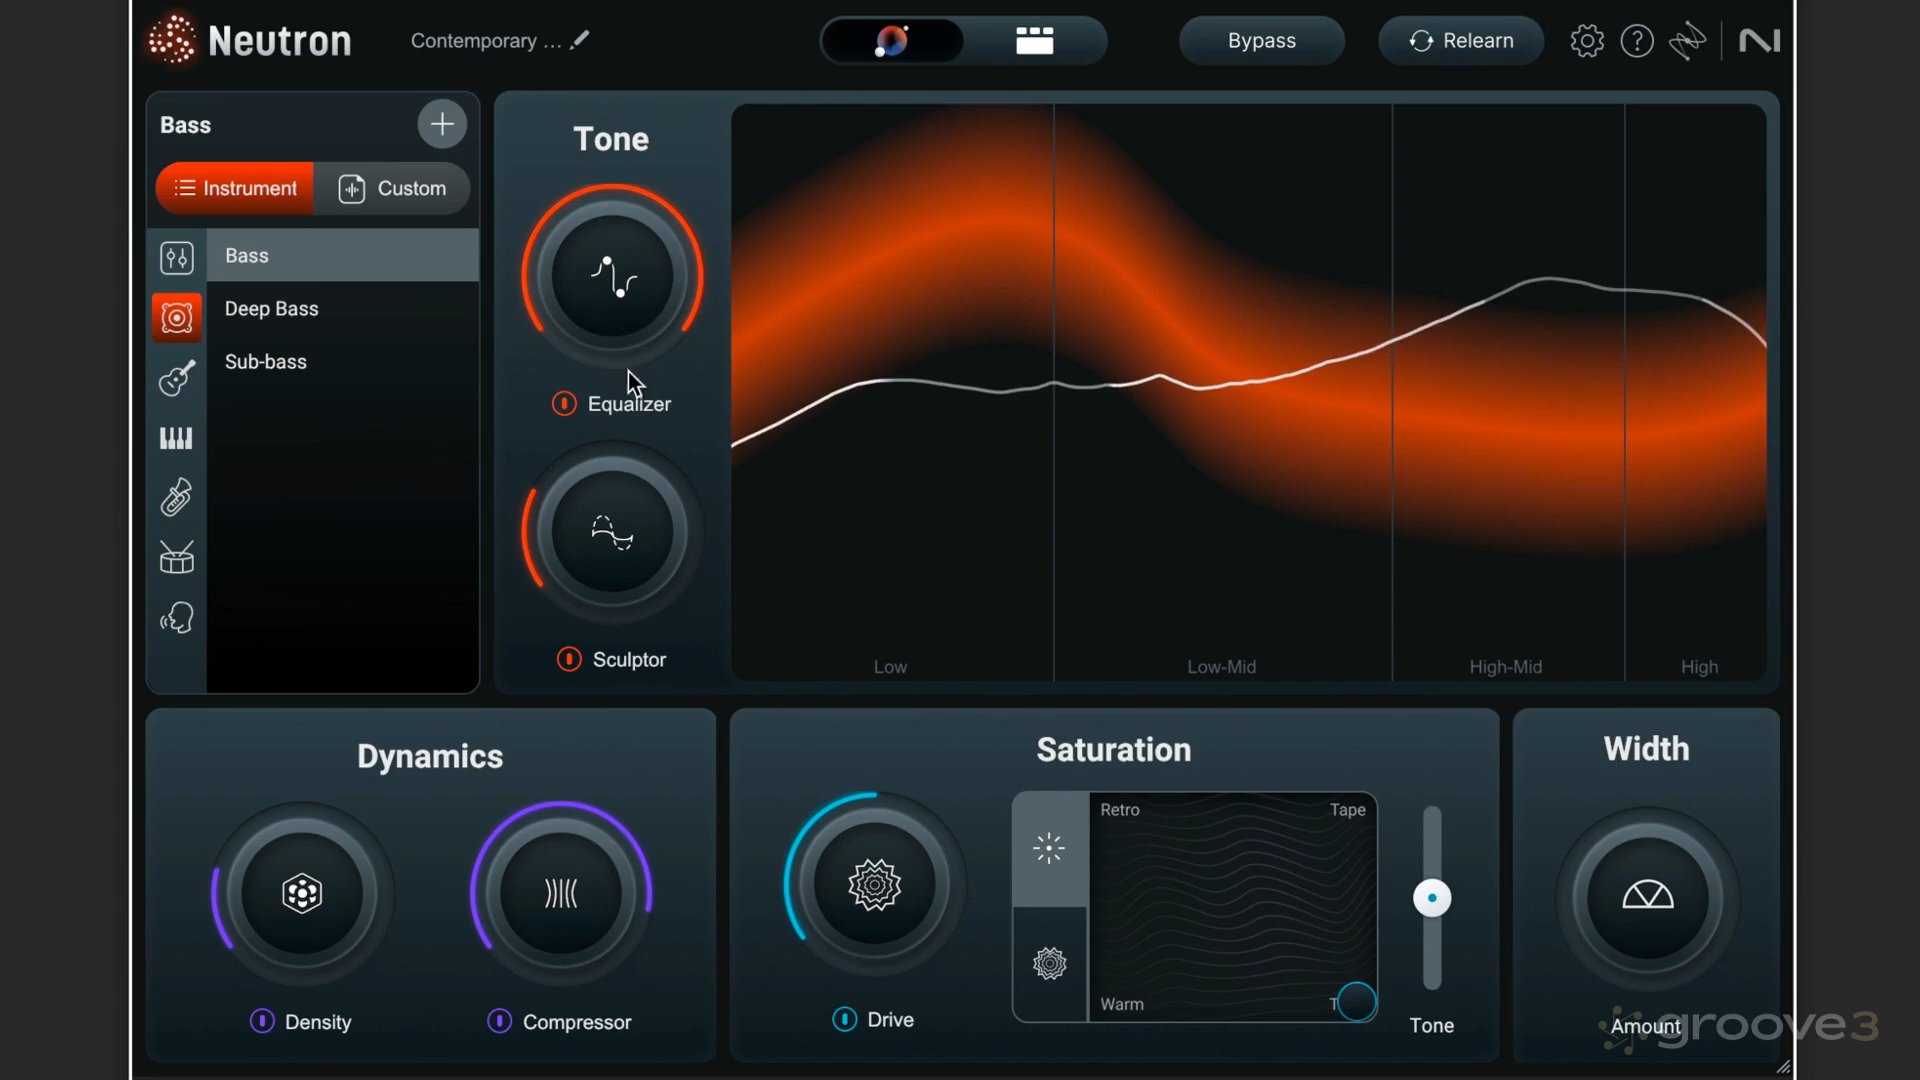 Neutron
Contemporary ...
Bypass
Relearn
Bass
Instrument
Custom
Bass
Deep Bass
Sub-bass
Tone
Equalizer
Sculptor
Low
Low-Mid
High-Mid
High
Dynamics
Density
Compressor
Saturation
Drive
Retro
Tape
Warm
T
Tone
Width
Amount
groove3